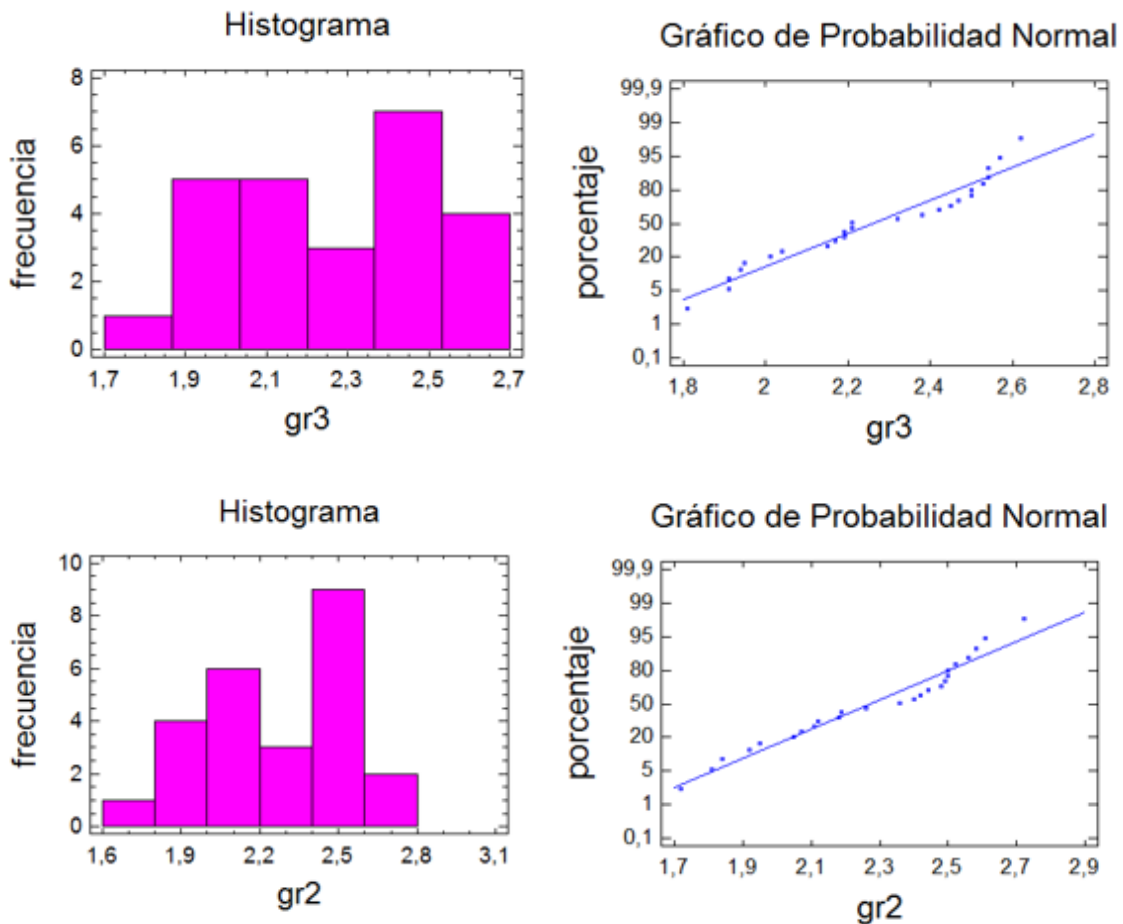 Histograma
frecuencia
8
6
4
2
0
1,7 1,9 2,1 2,3 2,5 2,7
gr3
Gráfico de Probabilidad Normal
porcentaje
99,9
99
95
80
50
20
5
1
0,1
1,8 2 2,2 2,4 2,6 2,8
gr3
Histograma
frecuencia
10
8
6
4
2
0
1,6 1,9 2,2 2,5 2,8 3,1
gr2
Gráfico de Probabilidad Normal
porcentaje
99,9
99
95
80
50
20
5
1
0,1
1,7 1,9 2,1 2,3 2,5 2,7 2,9
gr2